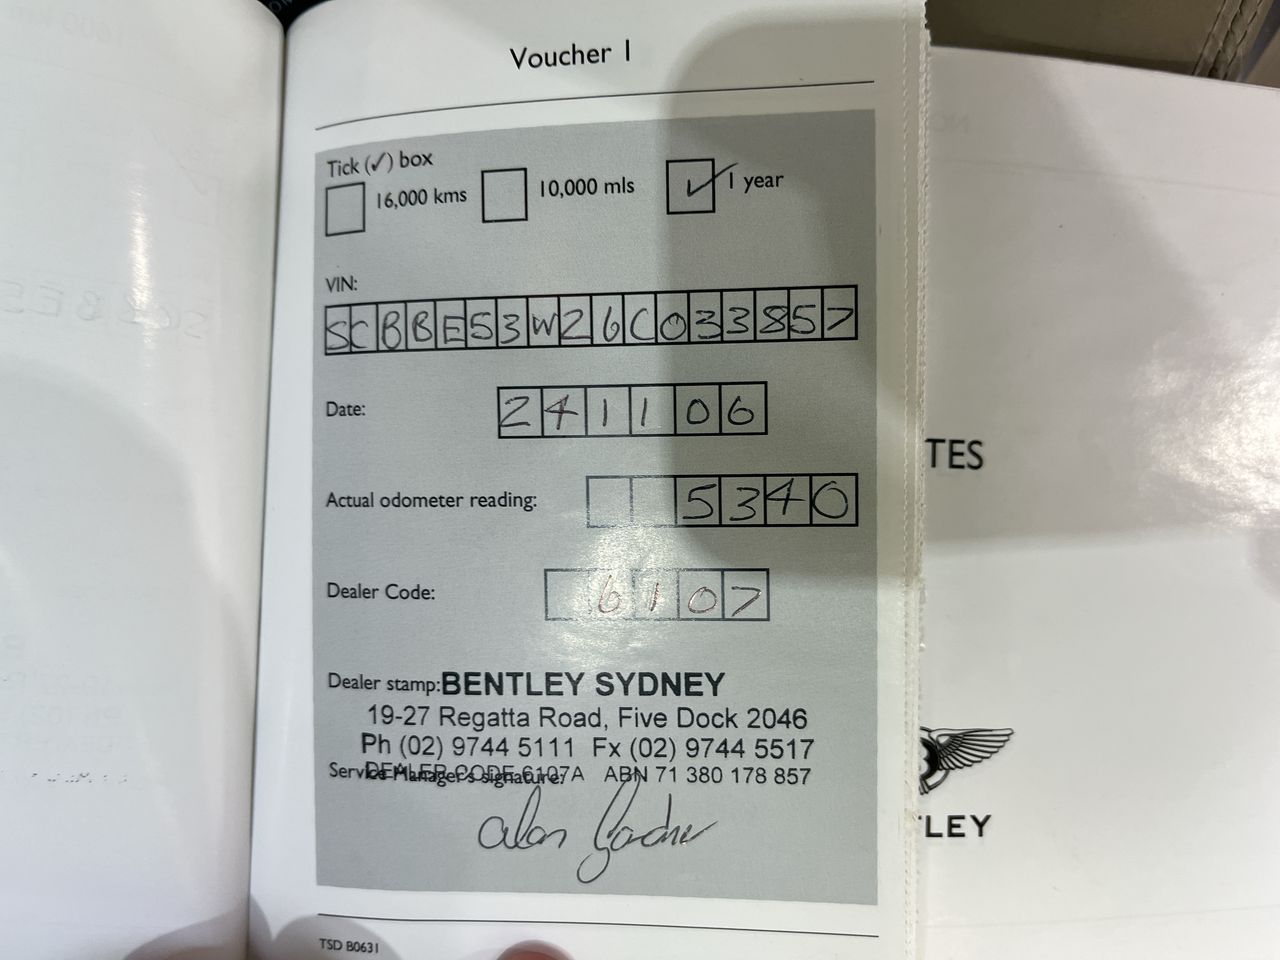 Voucher 1
Tick (✓) box
16,000 kms 10,000 mls ✓ 1 year
VIN:
SCBBE53W26C033857
Date:
241106
Actual odometer reading:
5340
Dealer Code:
6107
Dealer stamp: BENTLEY SYDNEY
19-27 Regatta Road, Five Dock 2046
Ph (02) 9744 5111 Fx (02) 9744 5517
DEALER CODE 6107A ABN 71 380 178 857
Service Manager's signature:
TSD B0631
TES
TLEY